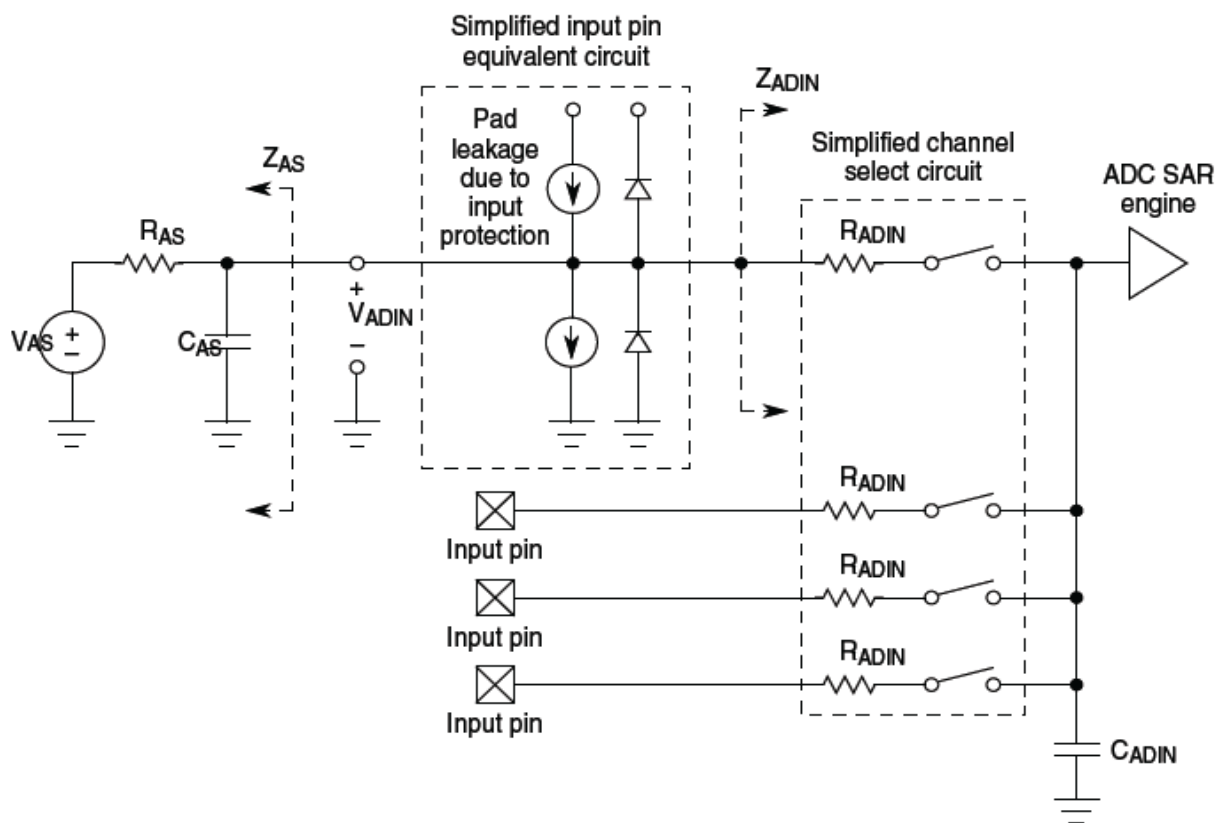 Simplified input pin
equivalent circuit
Pad
leakage
due to
input
protection
ZADIN
Simplified channel
select circuit
ADC SAR
engine
ZAS
RAS
RADIN
VAS
+
−
CAS
+
VADIN
−
RADIN
Input pin
RADIN
Input pin
RADIN
Input pin
CADIN